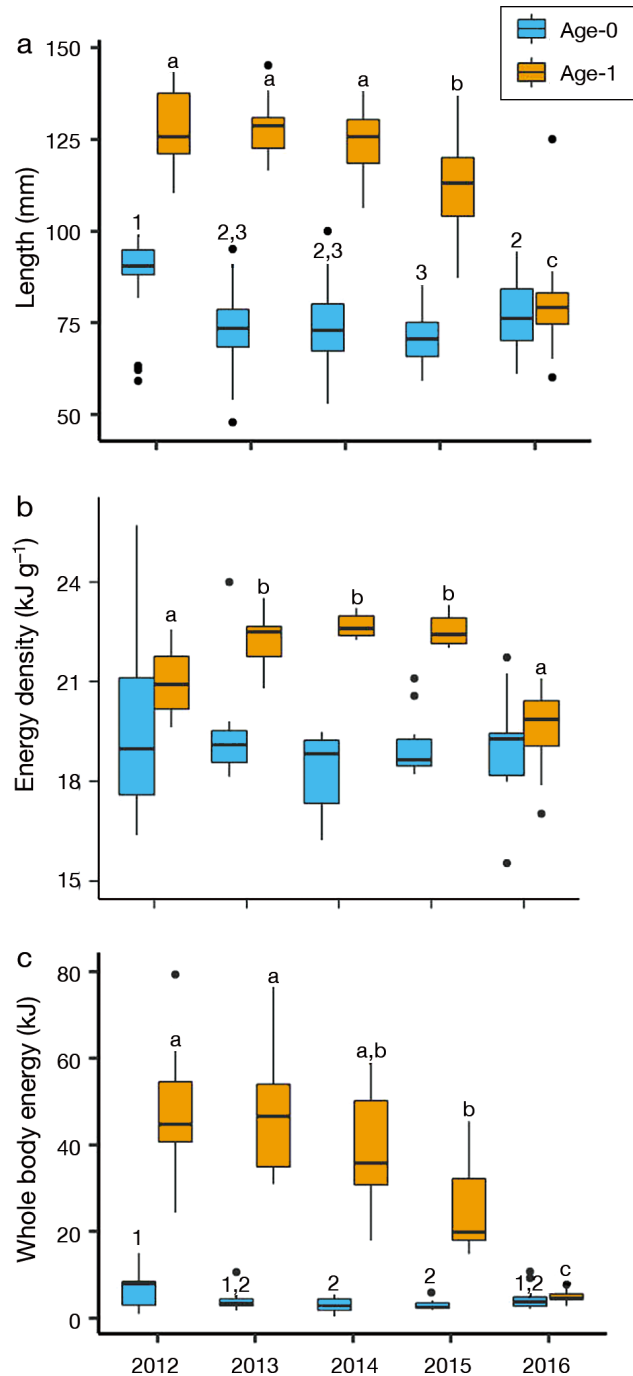 a
Age-0
Age-1
Length (mm)
150
125
100
75
50
a
a
a
b
1
2,3
2,3
3
2
c
b
Energy density (kJ g⁻¹)
24
21
18
15
a
b
b
b
a
c
Whole body energy (kJ)
80
60
40
20
0
a
a
a,b
b
1
1,2
2
2
1,2
c
2012 2013 2014 2015 2016